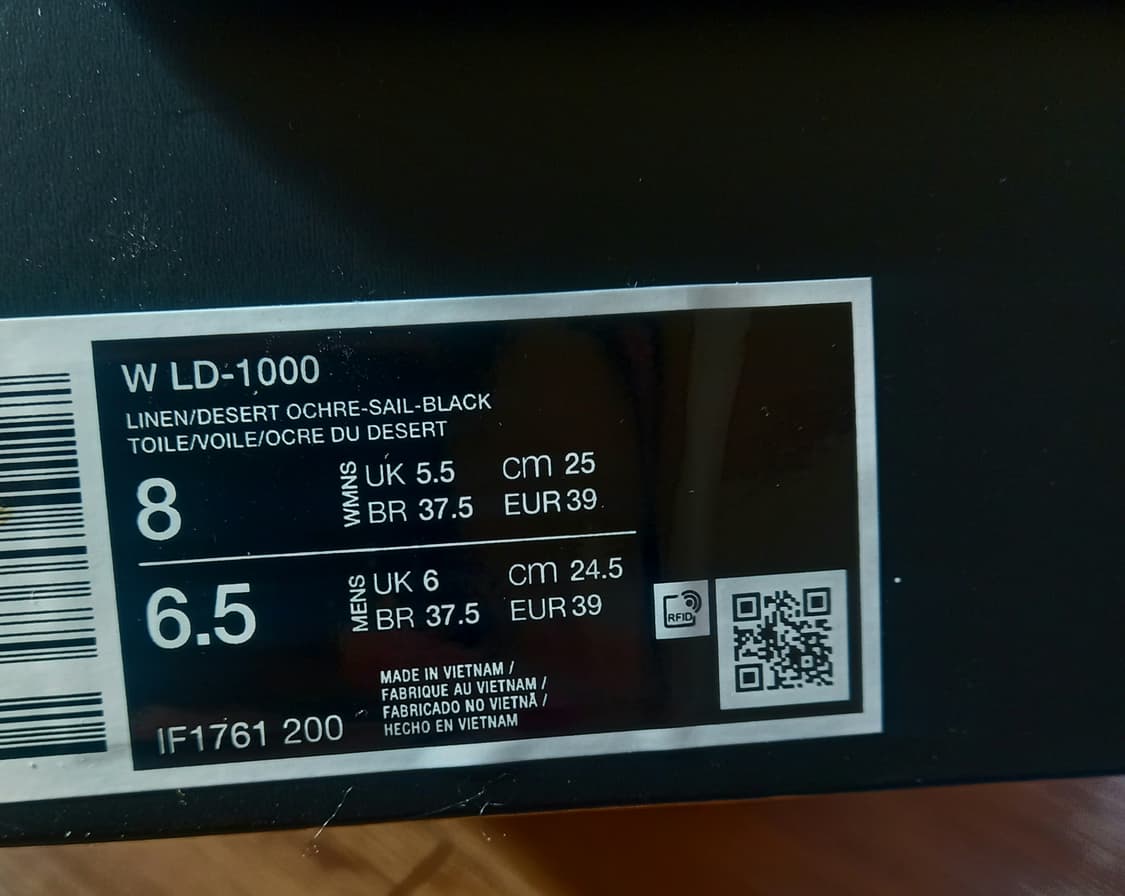 W LD-1000
LINEN/DESERT OCHRE-SAIL-BLACK
TOILE/VOILE/OCRE DU DESERT
8
WMNS
UK 5.5 cm 25
BR 37.5 EUR 39
6.5
MENS
UK 6 cm 24.5
BR 37.5 EUR 39
RFID
MADE IN VIETNAM /
FABRIQUE AU VIETNAM /
FABRICADO NO VIETNÃ /
HECHO EN VIETNAM
IF1761 200